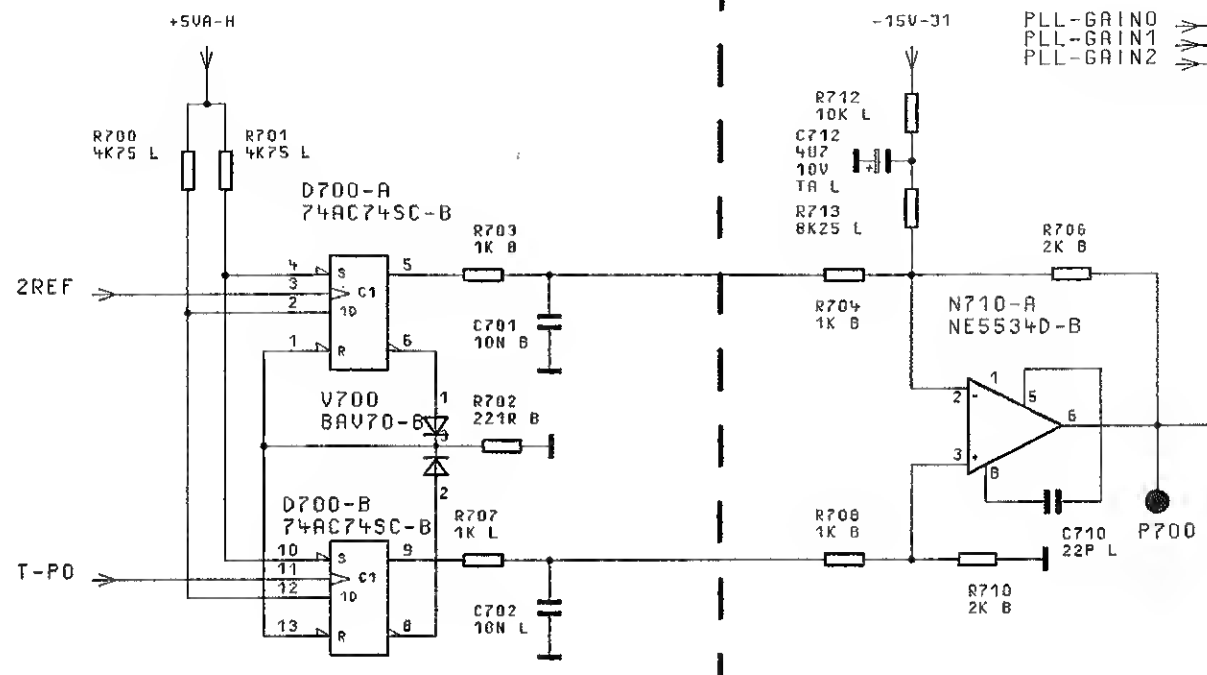 +5VA-H
-15V-31
PLL-GAIN0
PLL-GAIN1
PLL-GAIN2
R700
4K75 L
R701
4K75 L
R712
10K L
C712
4U7
10V
TA L
+
R713
8K25 L
D700-A
74AC74SC-B
R703
1K B
R706
2K B
2REF
4
3
2
1
S
C1
1D
R
5
6
C701
10N B
R704
1K B
N710-A
NE5534D-B
V700
BAV70-B
1
3
2
R702
221R B
2
3
-
+
1
5
8
6
D700-B
74AC74SC-B
R707
1K L
R708
1K B
C710
22P L
P700
T-P0
10
11
12
13
S
C1
1D
R
9
8
C702
10N L
R710
2K B